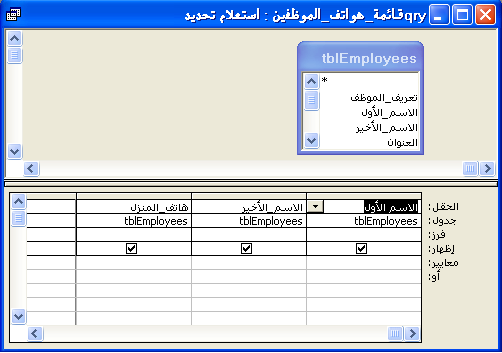 qryقائمة_هواتف_الموظفين : استعلام تحديد
tblEmployees
*
تعريف_الموظف
الاسم_الأول
الاسم_الأخير
العنوان
الحقل: الاسم_الأول الاسم_الأخير هاتف_المنزل
جدول: tblEmployees tblEmployees tblEmployees
فرز:
إظهار:
معايير:
أو: